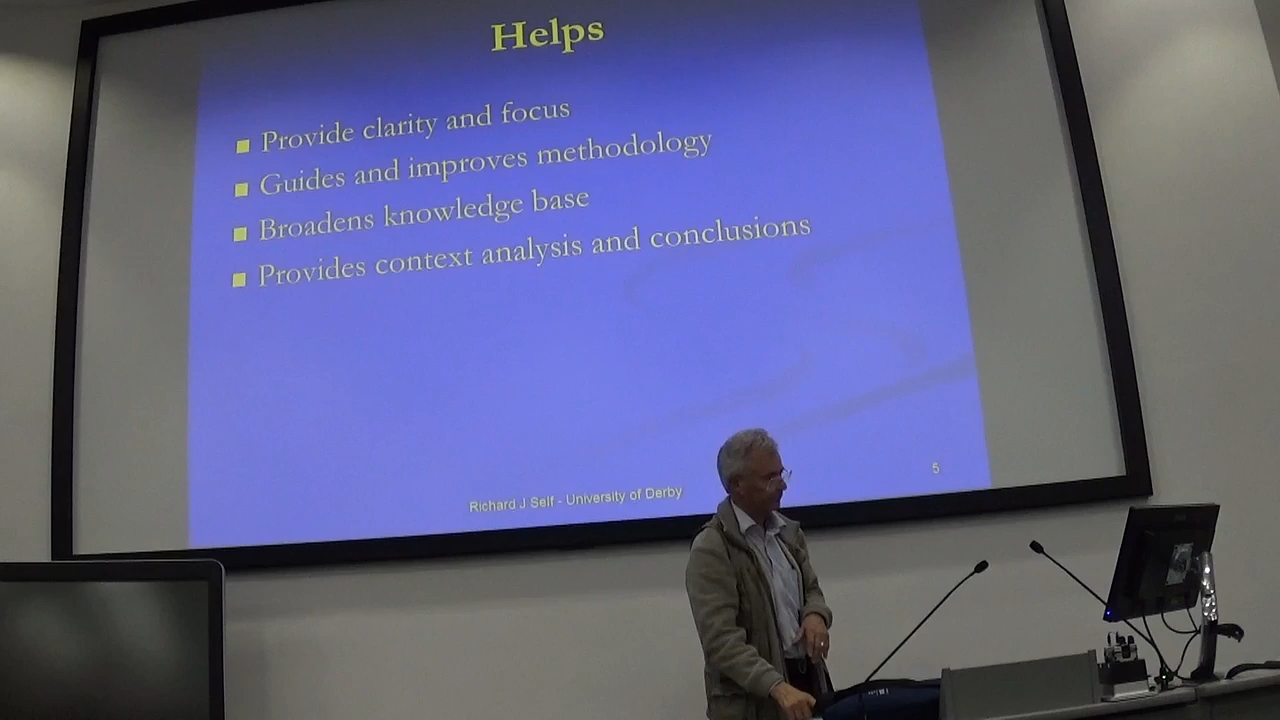 Helps
Provide clarity and focus
Guides and improves methodology
Broadens knowledge base
Provides context analysis and conclusions
Richard J Self - University of Derby
5